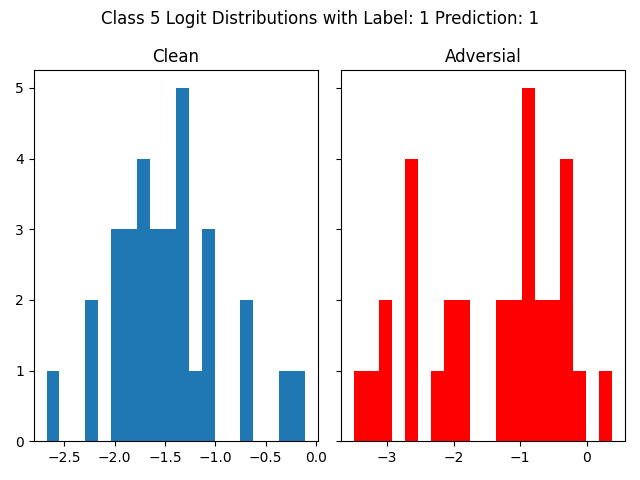 Class 5 Logit Distributions with Label: 1 Prediction: 1
Clean
Adversial
5
4
3
2
1
0
−2.5 −2.0 −1.5 −1.0 −0.5 0.0
−3 −2 −1 0